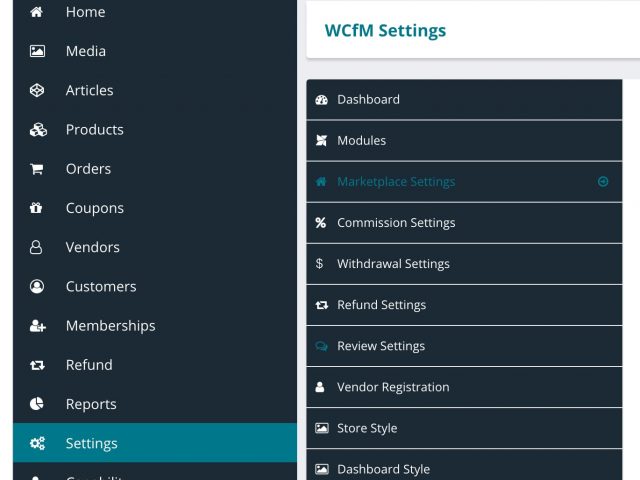 Home
Media
Articles
Products
Orders
Coupons
Vendors
Customers
Memberships
Refund
Reports
Settings
WCfM Settings
Dashboard
Modules
Marketplace Settings
Commission Settings
Withdrawal Settings
Refund Settings
Review Settings
Vendor Registration
Store Style
Dashboard Style